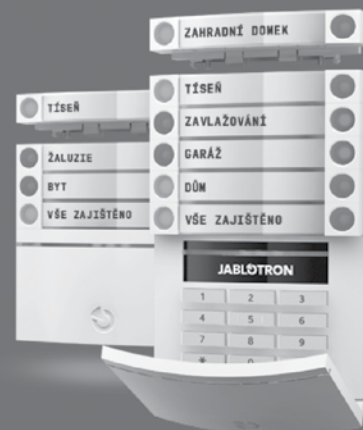 TÍSEŇ
ŽALUZIE
BYT
VŠE ZAJIŠTĚNO
ZAHRADNÍ DOMEK
TÍSEŇ
ZAVLAŽOVÁNÍ
GARÁŽ
DŮM
VŠE ZAJIŠTĚNO
JABLOTRON
1 2 3
4 5 6
7 8 9
* 0